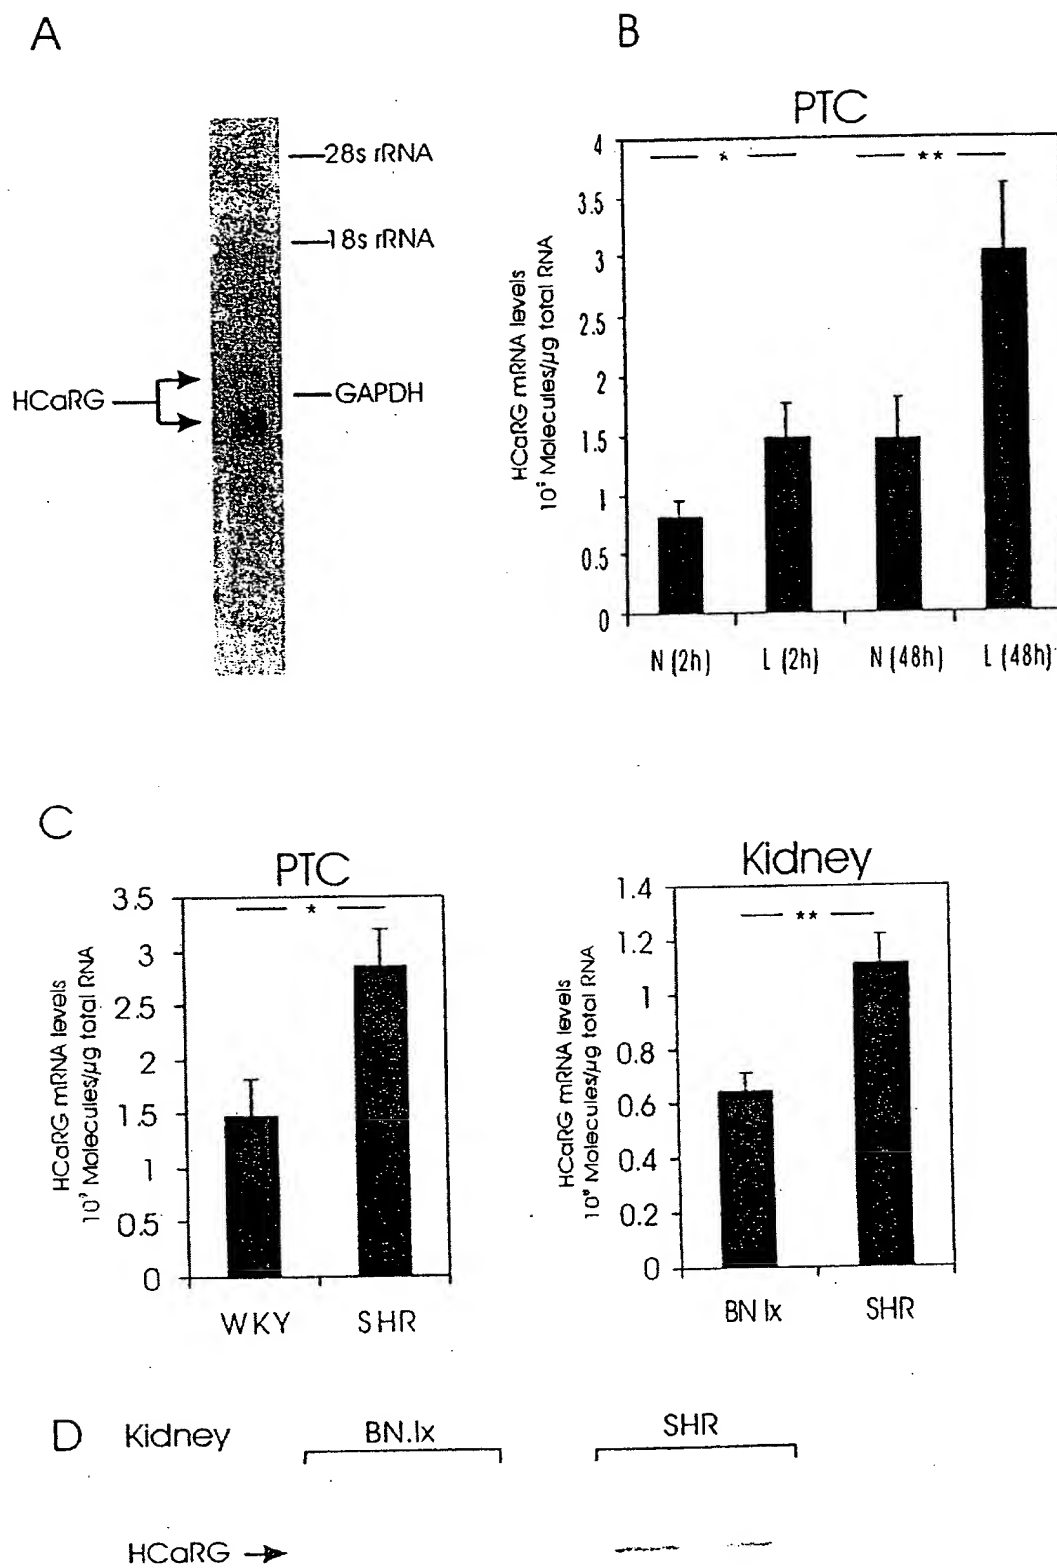 A
28s rRNA
18s rRNA
HCaRG
GAPDH
B
PTC
HCaRG mRNA levels
Molecules/µg total RNA
4
3.5
3
2.5
2
1.5
1
0.5
0
* **
N (2h) L (2h) N (48h) L (48h)
C
PTC
HCaRG mRNA levels
Molecules/µg total RNA
3.5
3
2.5
2
1.5
1
0.5
0
*
WKY SHR
Kidney
HCaRG mRNA levels
Molecules/µg total RNA
1.4
1.2
1
0.8
0.6
0.4
0.2
0
**
BN lx SHR
D Kidney BN.lx SHR
HCaRG